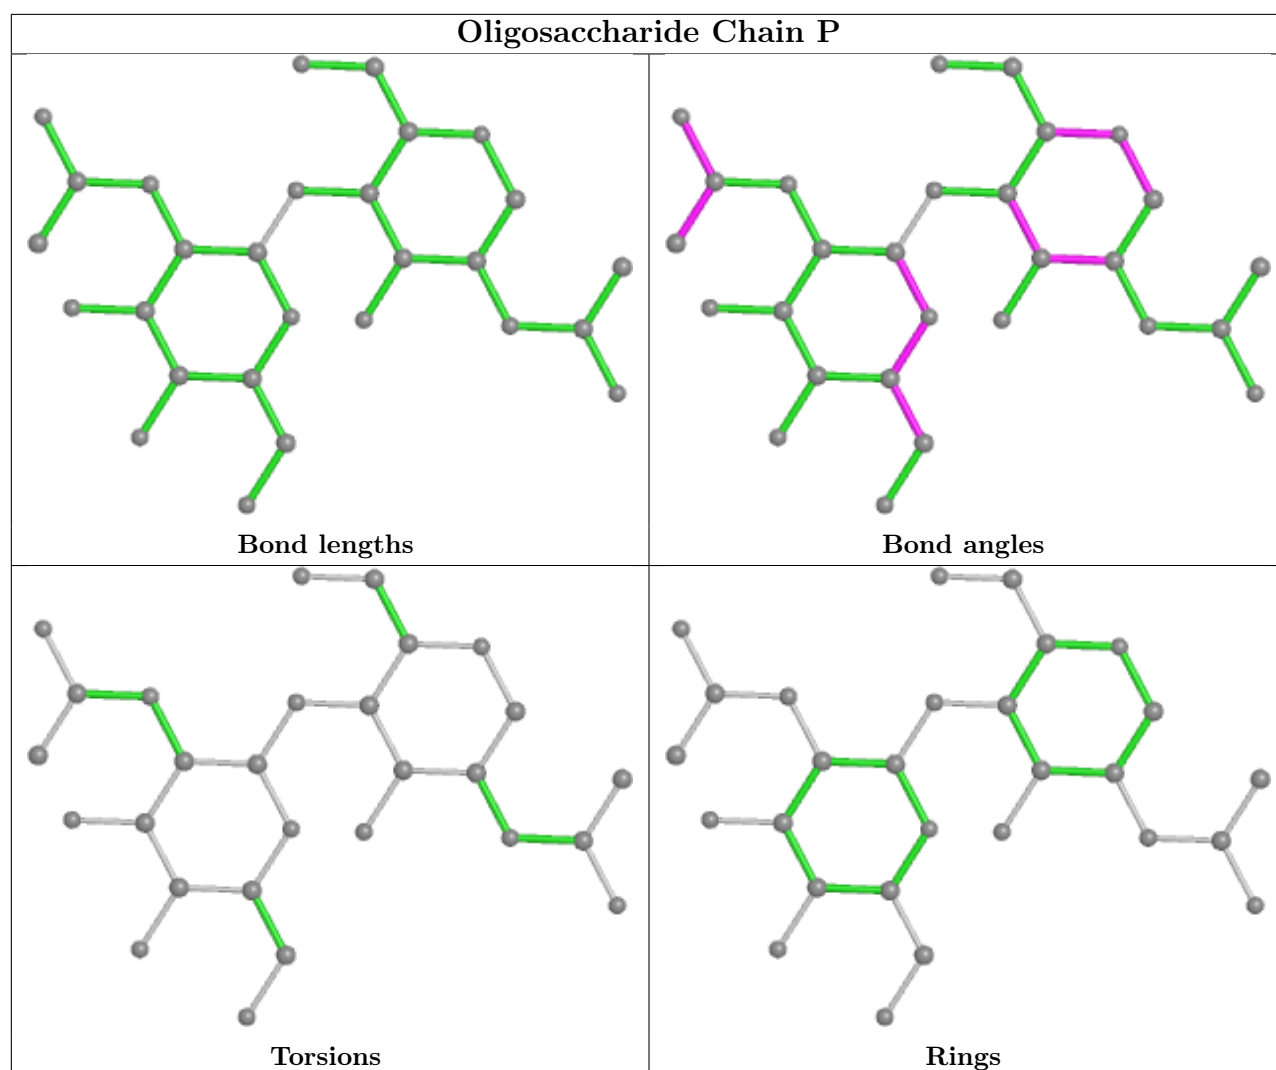 Oligosaccharide Chain P
Bond lengths
Bond angles
Torsions
Rings